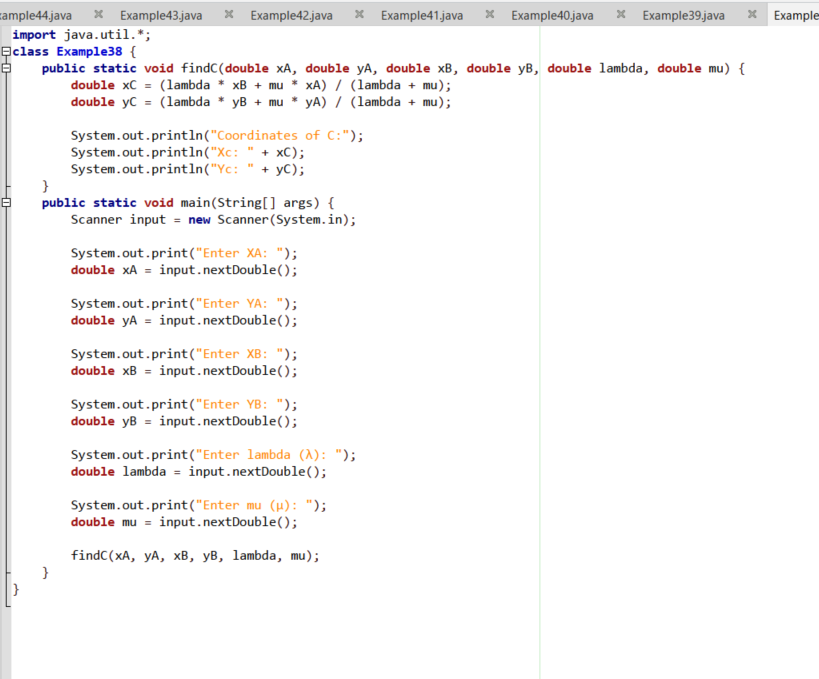 ample44.java Example43.java Example42.java Example41.java Example40.java Example39.java Example
import java.util.*;
class Example38 {
    public static void findC(double xA, double yA, double xB, double yB, double lambda, double mu) {
        double xC = (lambda * xB + mu * xA) / (lambda + mu);
        double yC = (lambda * yB + mu * yA) / (lambda + mu);

        System.out.println("Coordinates of C:");
        System.out.println("Xc: " + xC);
        System.out.println("Yc: " + yC);
    }
    public static void main(String[] args) {
        Scanner input = new Scanner(System.in);

        System.out.print("Enter XA: ");
        double xA = input.nextDouble();

        System.out.print("Enter YA: ");
        double yA = input.nextDouble();

        System.out.print("Enter XB: ");
        double xB = input.nextDouble();

        System.out.print("Enter YB: ");
        double yB = input.nextDouble();

        System.out.print("Enter lambda (λ): ");
        double lambda = input.nextDouble();

        System.out.print("Enter mu (μ): ");
        double mu = input.nextDouble();

        findC(xA, yA, xB, yB, lambda, mu);
    }
}